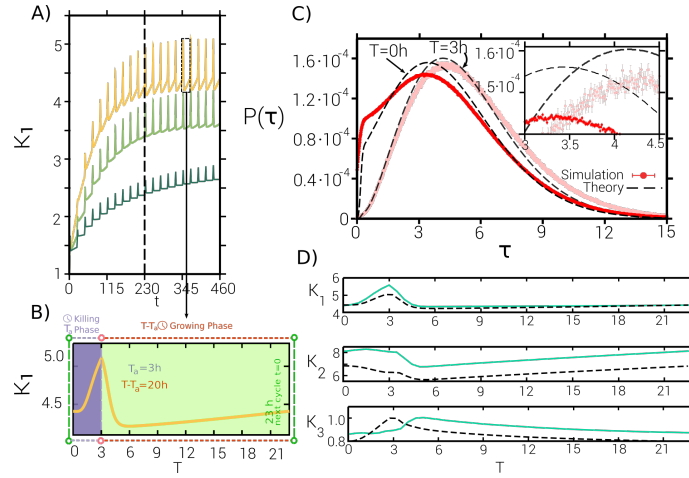 A)
K1
5
4
3
2
1
0 115 230 345 460
t
B)
Killing
Ta Phase
T-Ta Growing Phase
K1
5.0
4.5
Ta=3h
T-Ta=20h
23 h
next cycle t=0
0 3 6 10 14 18 22
T
C)
P(τ)
1.6·10-4
1.2·10-4
0.8·10-4
0.4·10-4
0
T=0h
T=3h
1.6·10-4
1.5·10-4
3 3.5 4 4.5
Simulation
Theory
0 3 6 9 12 15
τ
D)
K1
6
5
4
0 3 6 9 12 15 18 21
K2
8
6
0 3 6 9 12 15 18 21
K3
1.0
0.8
0 3 6 9 12 15 18 21
T